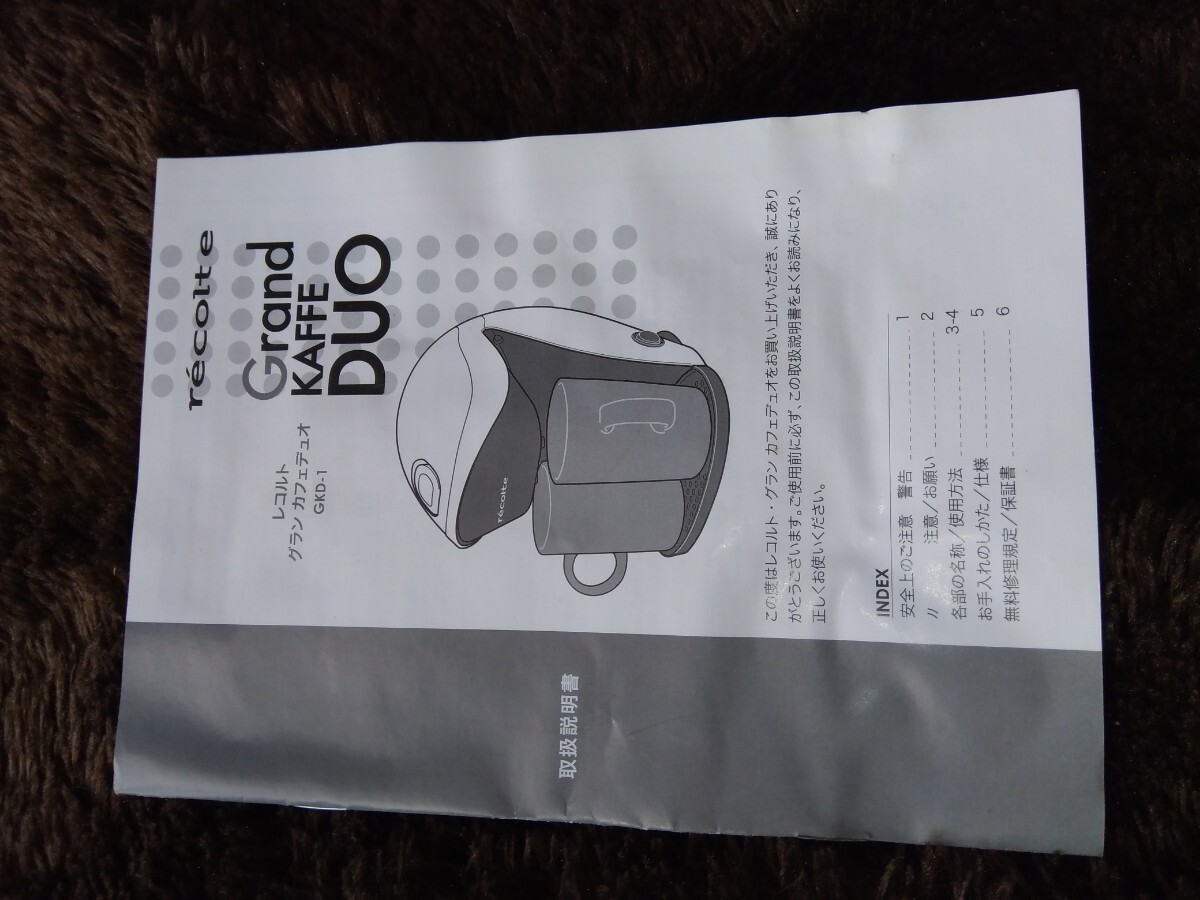 récolte
Grand
KAFFE
DUO
レコルト
グラン カフェデュオ
GKD-1
récolte
この度はレコルト・グラン カフェデュオをお買い上げいただき、誠にあり
がとうございます。ご使用前に必ず、この取扱説明書をよくお読みになり、
正しくお使いください。
INDEX
安全上のご注意 警告 1
〃 注意／お願い 2
各部の名称／使用方法 3-4
お手入れのしかた／仕様 5
無料修理規定／保証書 6
取扱説明書